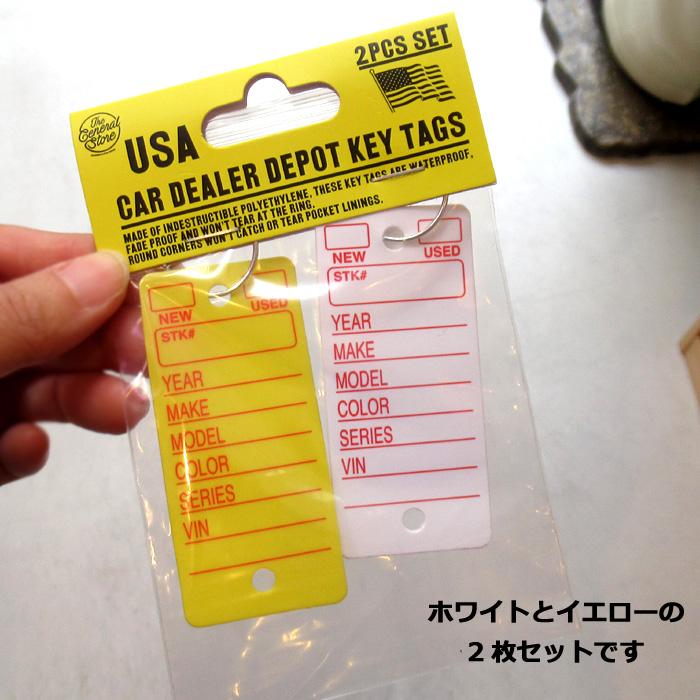 2PCS SET
The
General
Store
USA
CAR DEALER DEPOT KEY TAGS
MADE OF INDESTRUCTIBLE POLYETHYLENE. THESE KEY TAGS ARE WATERPROOF.
FADE PROOF AND WON'T TEAR AT THE RING.
ROUND CORNERS WON'T CATCH OR TEAR POCKET LININGS.
NEW USED
STK#
YEAR
MAKE
MODEL
COLOR
SERIES
VIN
NEW USED
STK#
YEAR
MAKE
MODEL
COLOR
SERIES
VIN
ホワイトとイエローの
2枚セットです